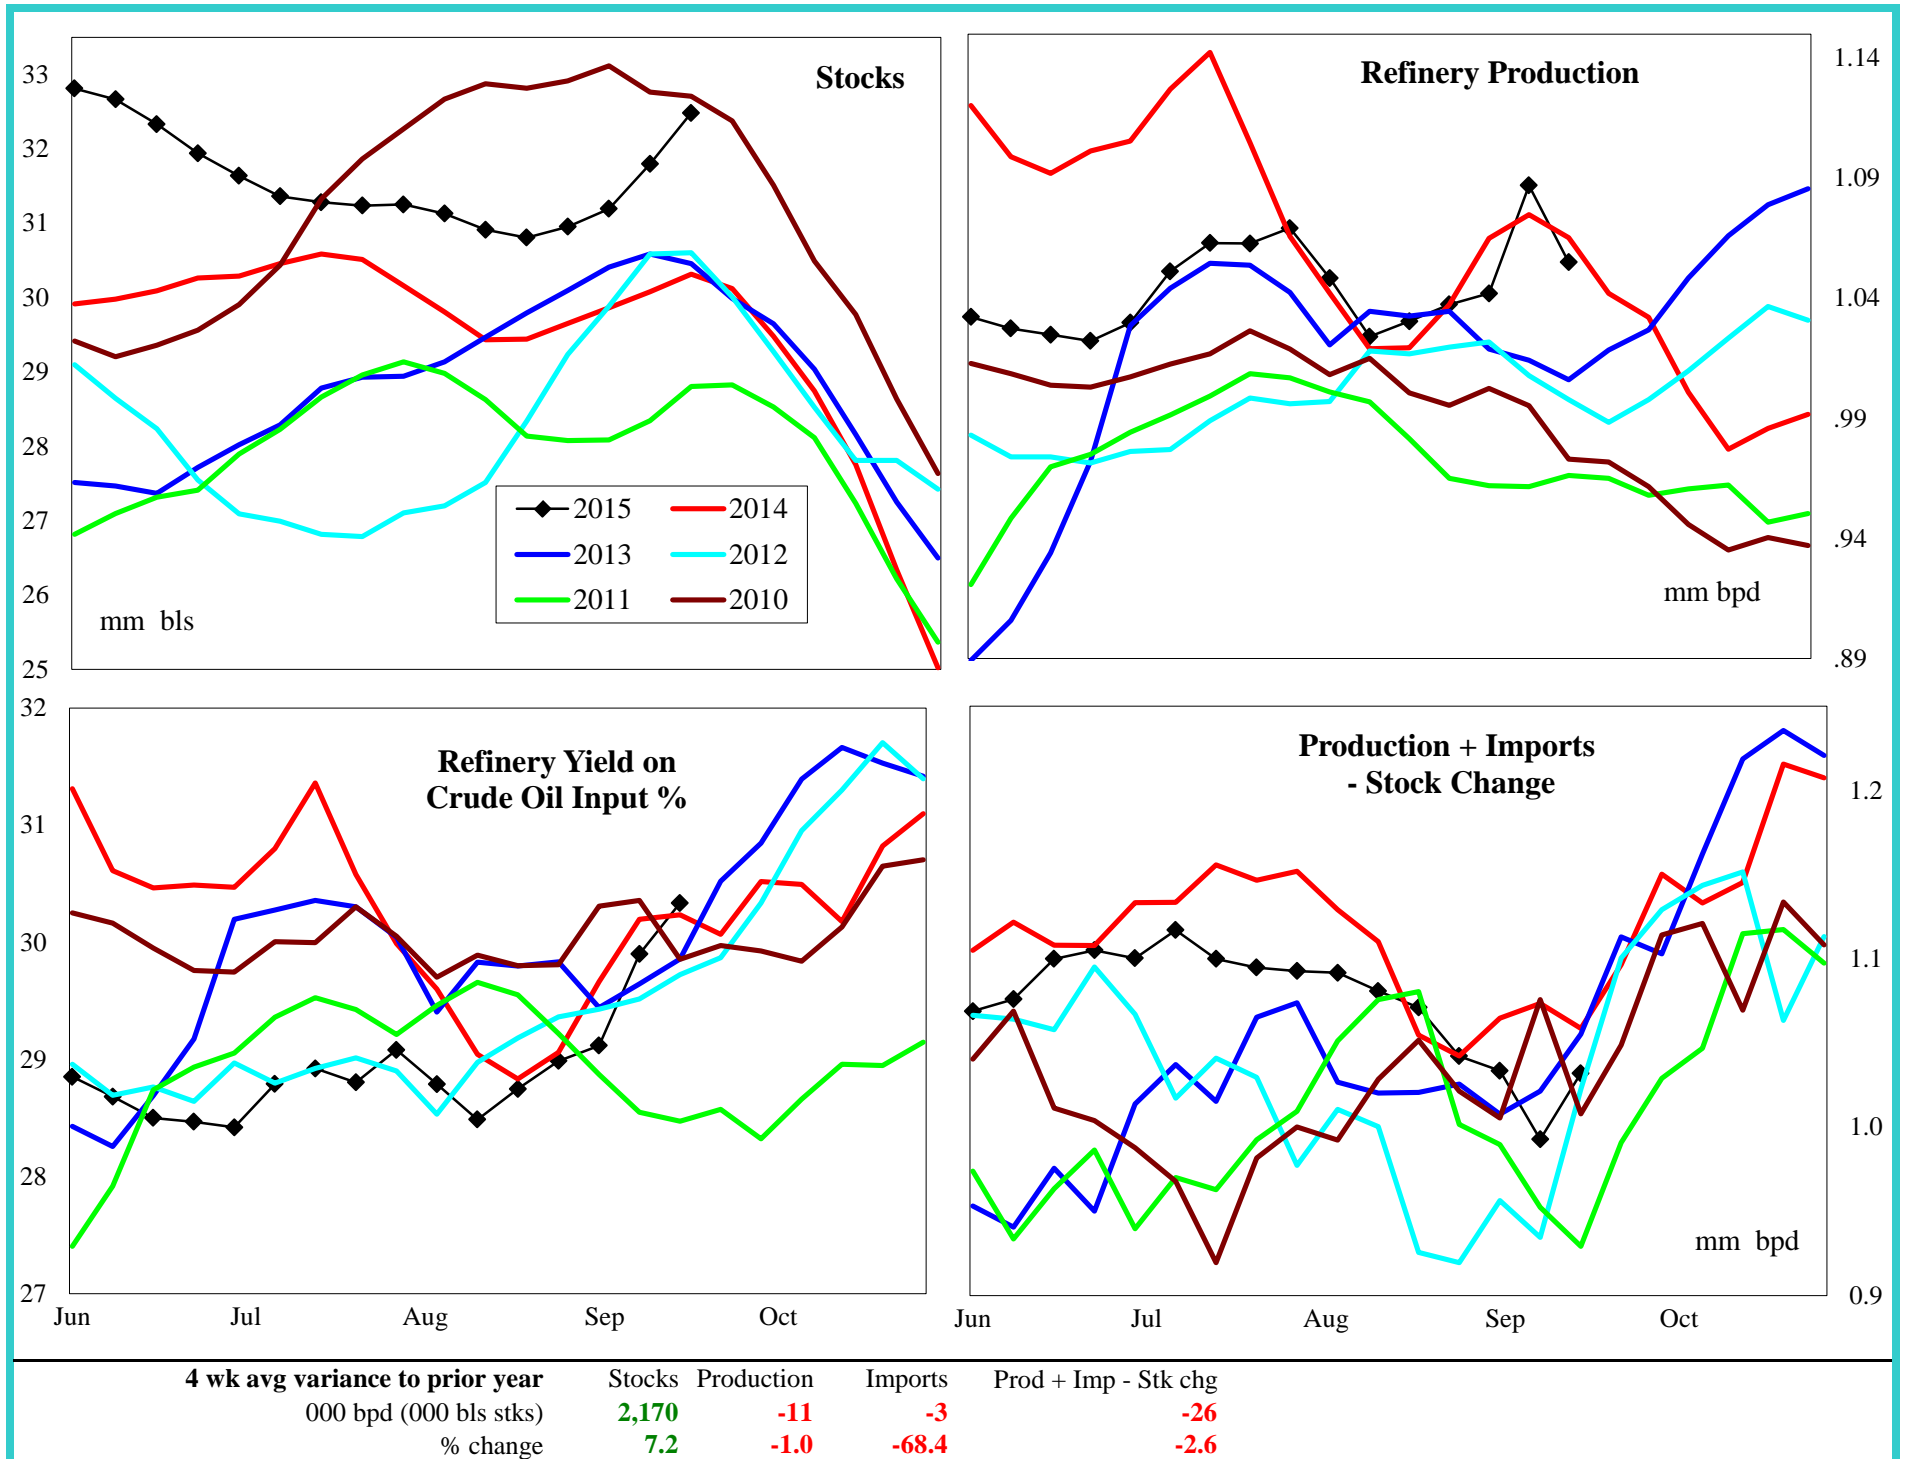 Stocks
33
32
31
30
29
28
27
26
25
mm bls
2015 2014
2013 2012
2011 2010
Refinery Production
1.14
1.09
1.04
.99
.94
.89
mm bpd
Refinery Yield on
Crude Oil Input %
32
31
30
29
28
27
Jun Jul Aug Sep Oct
Production + Imports
- Stock Change
1.2
1.1
1.0
0.9
mm bpd
Jun Jul Aug Sep Oct
4 wk avg variance to prior year Stocks Production Imports Prod + Imp - Stk chg
000 bpd (000 bls stks) 2,170 -11 -3 -26
% change 7.2 -1.0 -68.4 -2.6